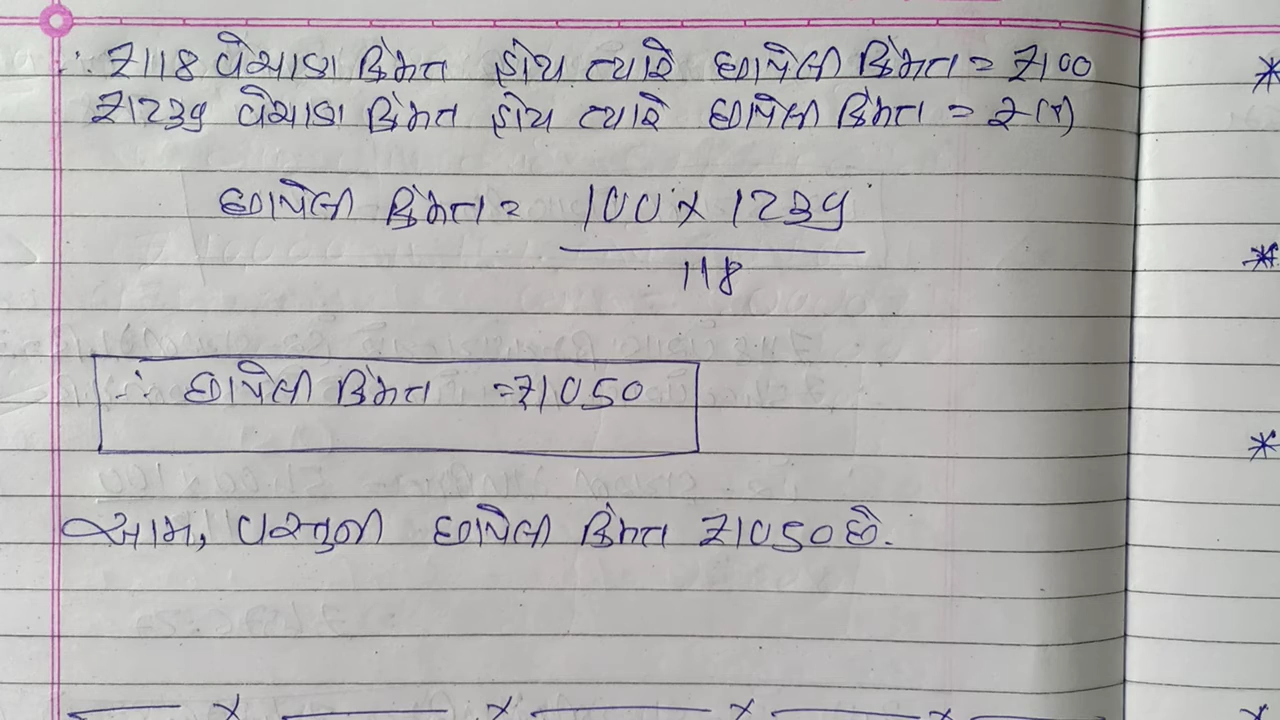 ∴ ₹118 વેચાણ કિંમત હોય ત્યારે છાપેલી કિંમત = ₹100
₹1239 વેચાણ કિંમત હોય ત્યારે છાપેલી કિંમત = ર(?)
છાપેલી કિંમત = 100 × 1239
118
∴ છાપેલી કિંમત = ₹1050
આમ, વસ્તુની છાપેલી કિંમત ₹1050 છે.